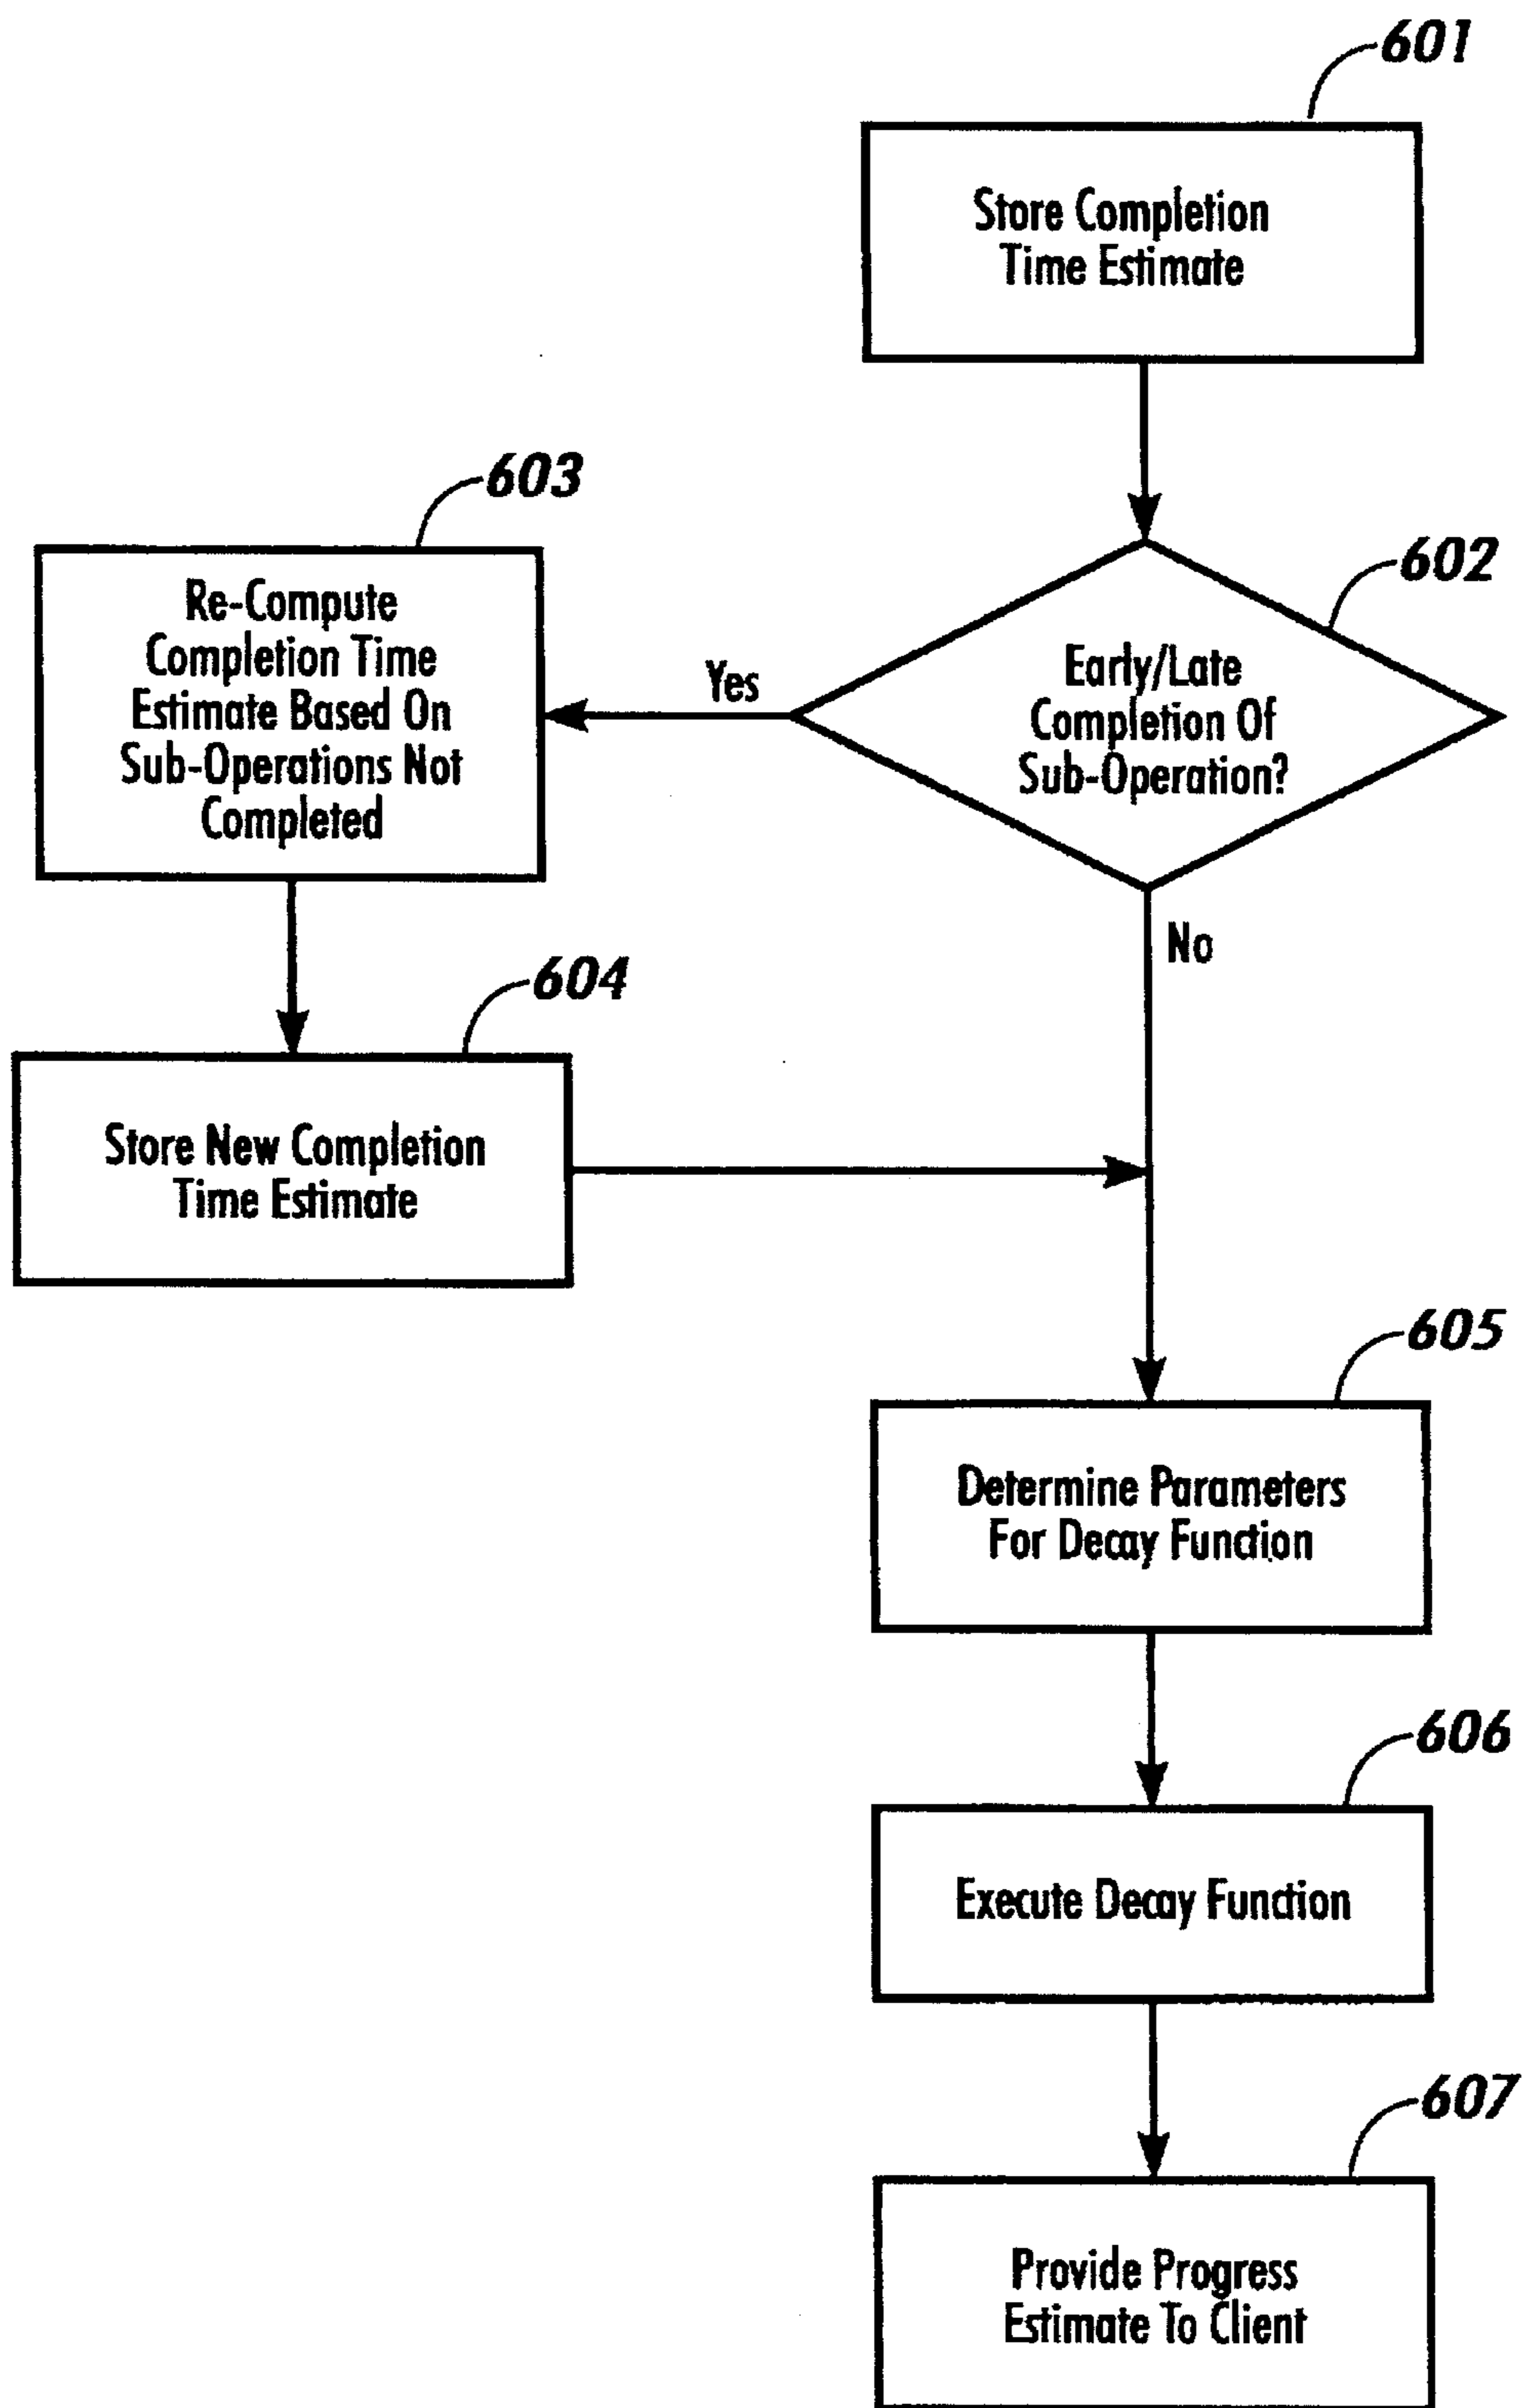 601
Store Completion
Time Estimate
602
Early/Late
Completion Of
Sub-Operation?
Yes
No
603
Re-Compute
Completion Time
Estimate Based On
Sub-Operations Not
Completed
604
Store New Completion
Time Estimate
605
Determine Parameters
For Decay Function
606
Execute Decay Function
607
Provide Progress
Estimate To Client